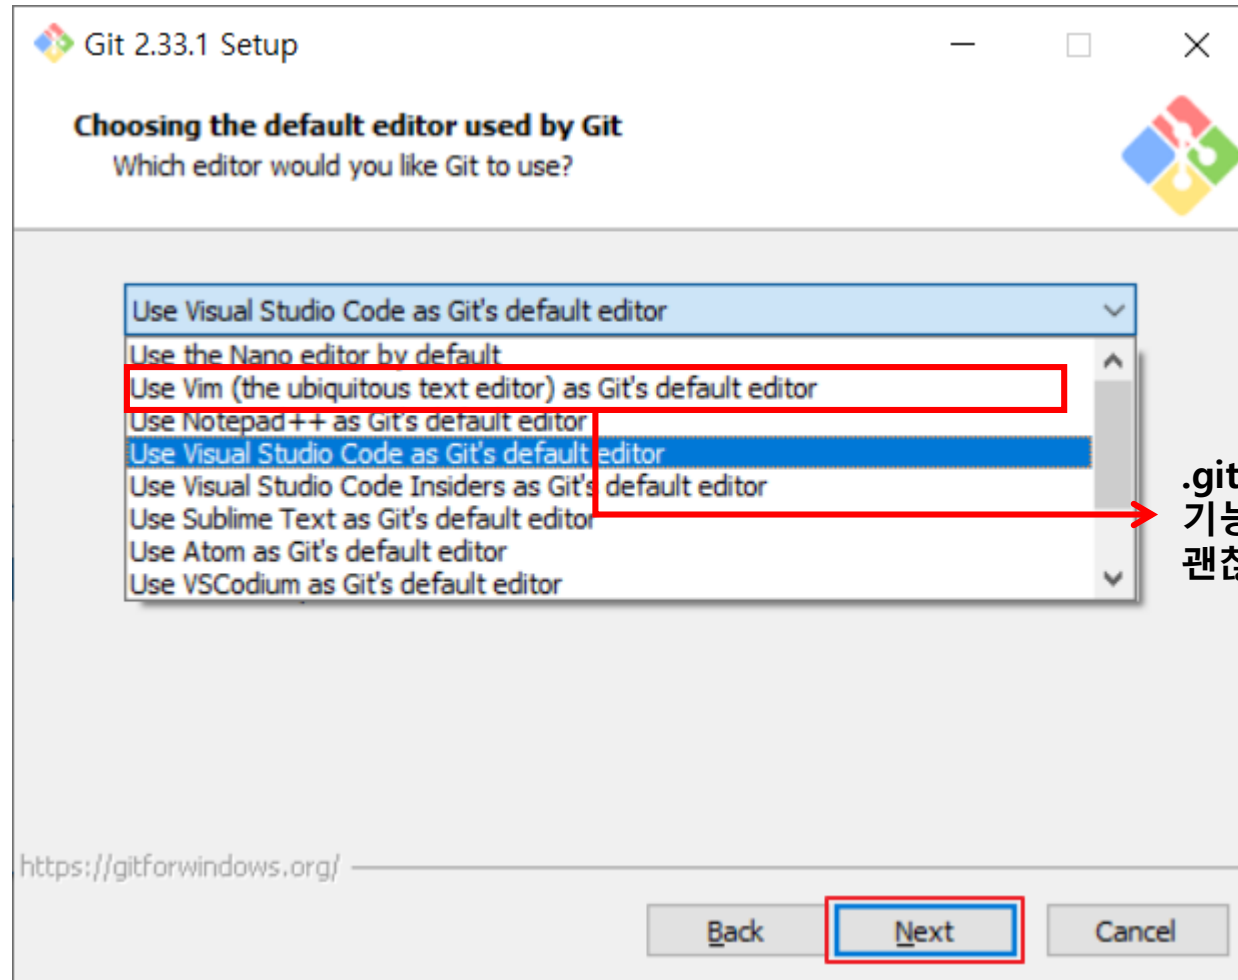 Git 2.33.1 Setup
Choosing the default editor used by Git
Which editor would you like Git to use?
Use Visual Studio Code as Git's default editor
Use the Nano editor by default
Use Vim (the ubiquitous text editor) as Git's default editor
Use Notepad++ as Git's default editor
Use Visual Studio Code as Git's default editor
Use Visual Studio Code Insiders as Git's default editor
Use Sublime Text as Git's default editor
Use Atom as Git's default editor
Use VSCodium as Git's default editor
.git
https://gitforwindows.org/
Back Next Cancel